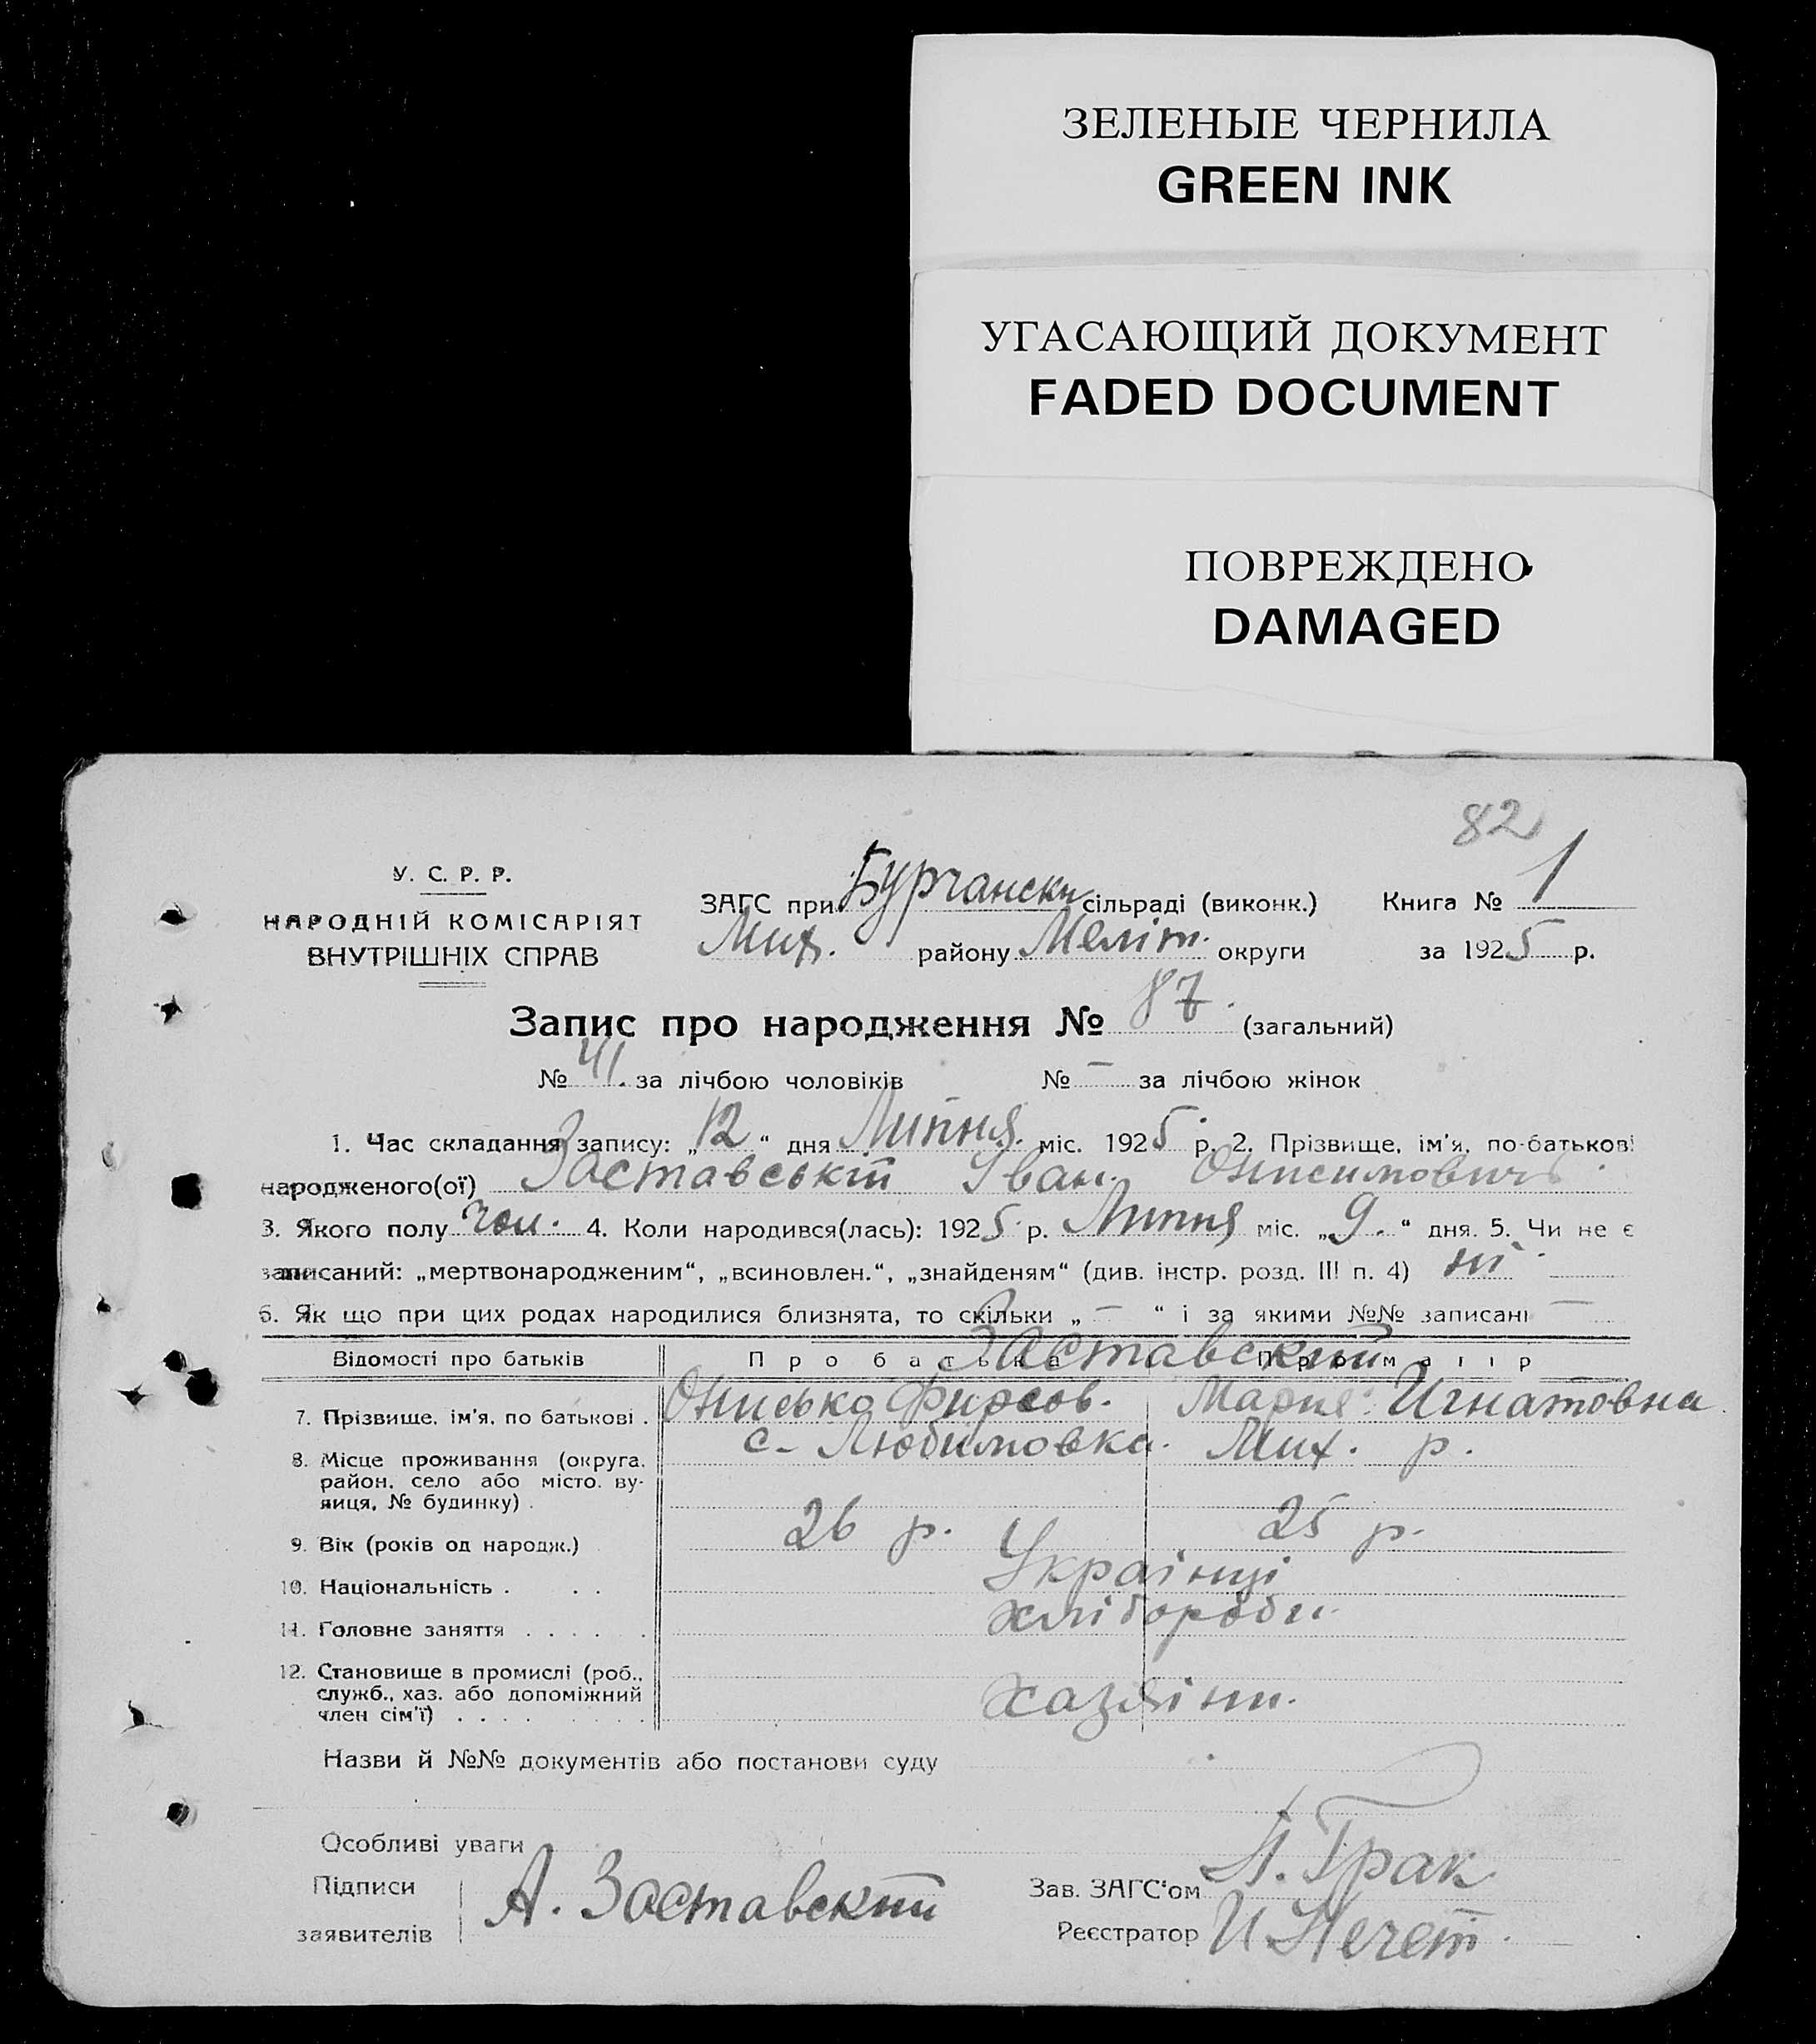 ЗЕЛЕНЫЕ ЧЕРНИЛА
GREEN INK
УГАСАЮЩИЙ ДОКУМЕНТ
FADED DOCUMENT
ПОВРЕЖДЕНО
DAMAGED
82
У. С. Р. Р.
НАРОДНІЙ КОМІСАРІЯТ
ВНУТРІШНІХ СПРАВ
ЗАГС при Бурчански сільраді (виконк.) Книга № 1
Мих. району Меліт. округи за 1925 р.
Запис про народження № 87. (загальний)
№ 41. за лічбою чоловіків № — за лічбою жінок
1. Час складання запису: „12“ дня Липня міс. 1925 р. 2. Прізвище, ім'я, по-батькові
народженого(ої) Заставській Іван Онисимович
3. Якого полу чол. 4. Коли народився(лась): 1925 р. Липня міс. „9.“ дня. 5. Чи не є
записаний: „мертвонародженим“, „всиновлен.“, „знайденям“ (див. інстр. розд. III п. 4) ні
6. Як що при цих родах народилися близнята, то скільки „—“ і за якими №№ записані —
Відомості про батьків Про батька Про матір
Заставский
7. Прізвище, ім'я, по батькові . Онисько Фирсов. Мария Игнатовна
8. Місце проживання (округа, с. Любимовка. Мих. р.
район, село або місто, ву-
лиця, № будинку) .
9. Вік (років од народж.) 26 р. 25 р.
10. Національність . . . Українці
11. Головне заняття . . . . . . хлібороби
12. Становище в промислі (роб.,
служб., хаз. або допоміжний хазяїни.
член сім'ї) . . . . . . .
Назви й №№ документів або постанови суду
Особливі уваги
Підписи
заявителів А. Заставский
Зав. ЗАГС'ом Грак
Реєстратор И